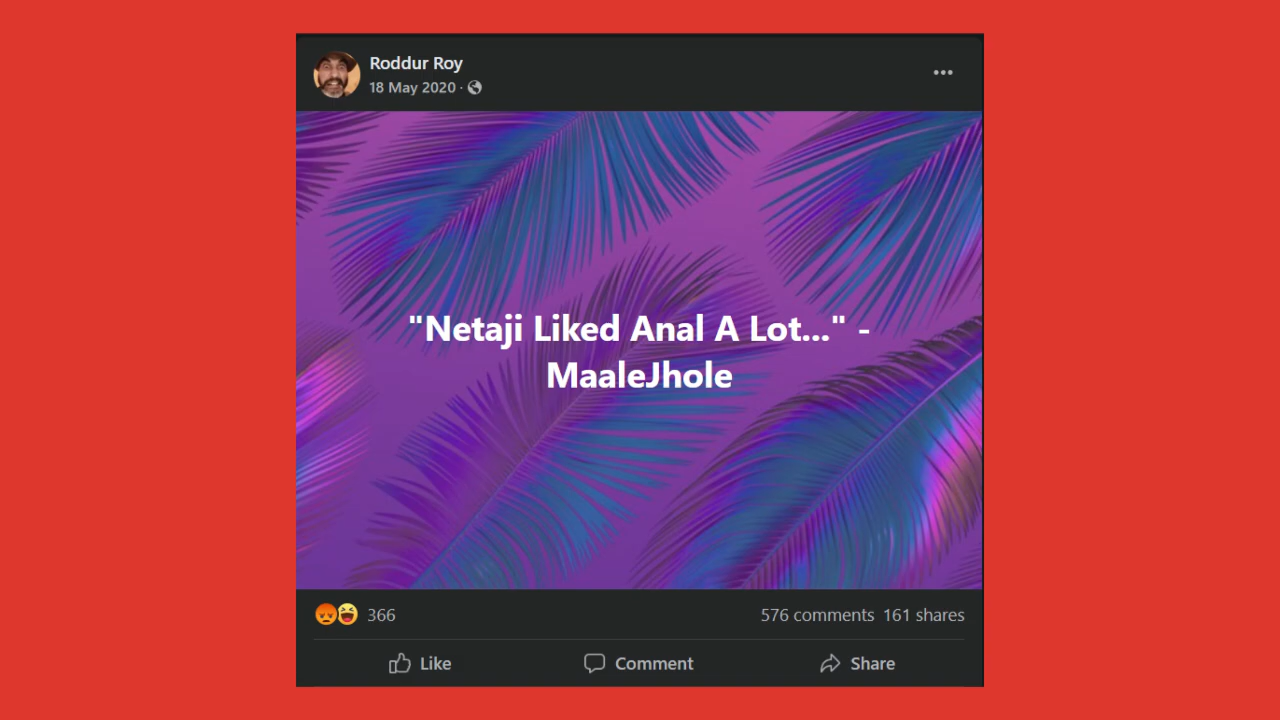 Roddur Roy
18 May 2020 ·
"Netaji Liked Anal A Lot..." -
MaaleJhole
366
576 comments 161 shares
Like
Comment
Share